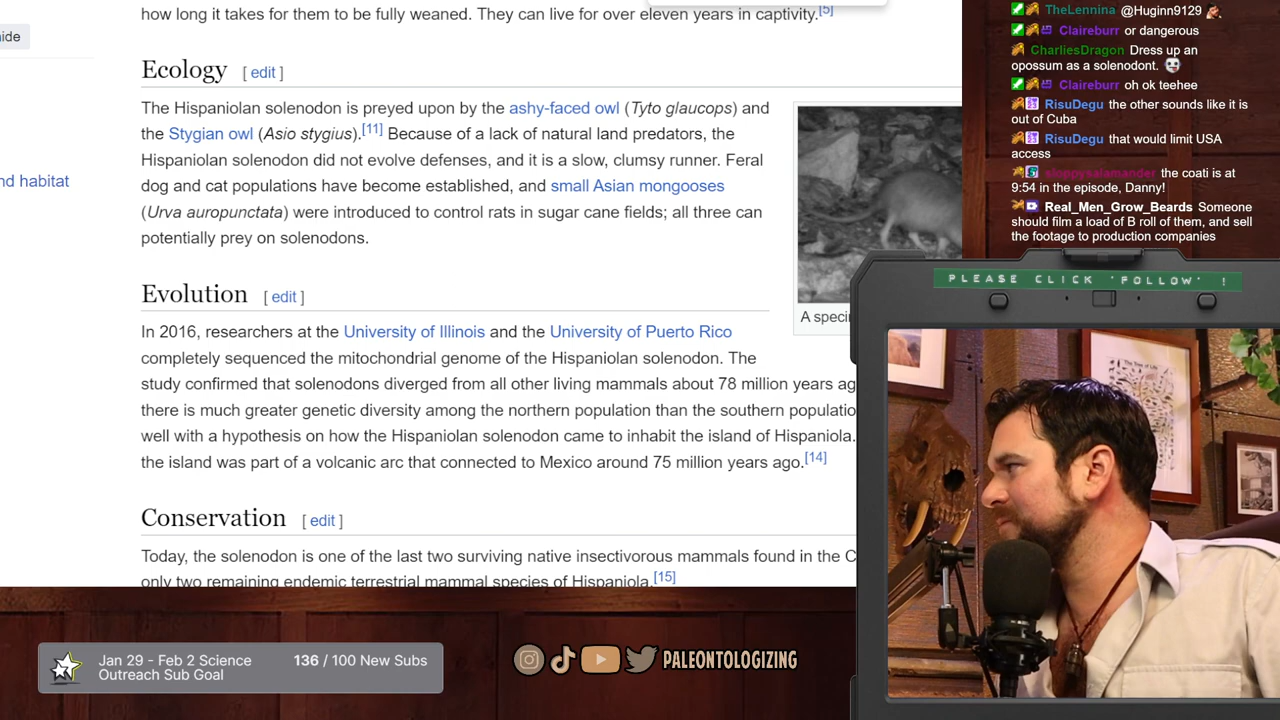 how long it takes for them to be fully weaned. They can live for over eleven years in captivity.[5]
ide
Ecology [ edit ]
The Hispaniolan solenodon is preyed upon by the ashy-faced owl (Tyto glaucops) and
the Stygian owl (Asio stygius).[11] Because of a lack of natural land predators, the
Hispaniolan solenodon did not evolve defenses, and it is a slow, clumsy runner. Feral
dog and cat populations have become established, and small Asian mongooses
(Urva auropunctata) were introduced to control rats in sugar cane fields; all three can
potentially prey on solenodons.
nd habitat
A speci
Evolution [ edit ]
In 2016, researchers at the University of Illinois and the University of Puerto Rico
completely sequenced the mitochondrial genome of the Hispaniolan solenodon. The
study confirmed that solenodons diverged from all other living mammals about 78 million years ag
there is much greater genetic diversity among the northern population than the southern populatio
well with a hypothesis on how the Hispaniolan solenodon came to inhabit the island of Hispaniola.
the island was part of a volcanic arc that connected to Mexico around 75 million years ago.[14]
Conservation [ edit ]
Today, the solenodon is one of the last two surviving native insectivorous mammals found in the C
only two remaining endemic terrestrial mammal species of Hispaniola.[15]
TheLennina @Huginn9129
Claireburr or dangerous
CharliesDragon Dress up an
opossum as a solenodont.
Claireburr oh ok teehee
RisuDegu the other sounds like it is
out of Cuba
RisuDegu that would limit USA
access
sloppysalamander the coati is at
9:54 in the episode, Danny!
Real_Men_Grow_Beards Someone
should film a load of B roll of them, and sell
the footage to production companies
PLEASE CLICK 'FOLLOW' !
The Tree of Life
Jan 29 - Feb 2 Science
Outreach Sub Goal
136 / 100 New Subs
PALEONTOLOGIZING